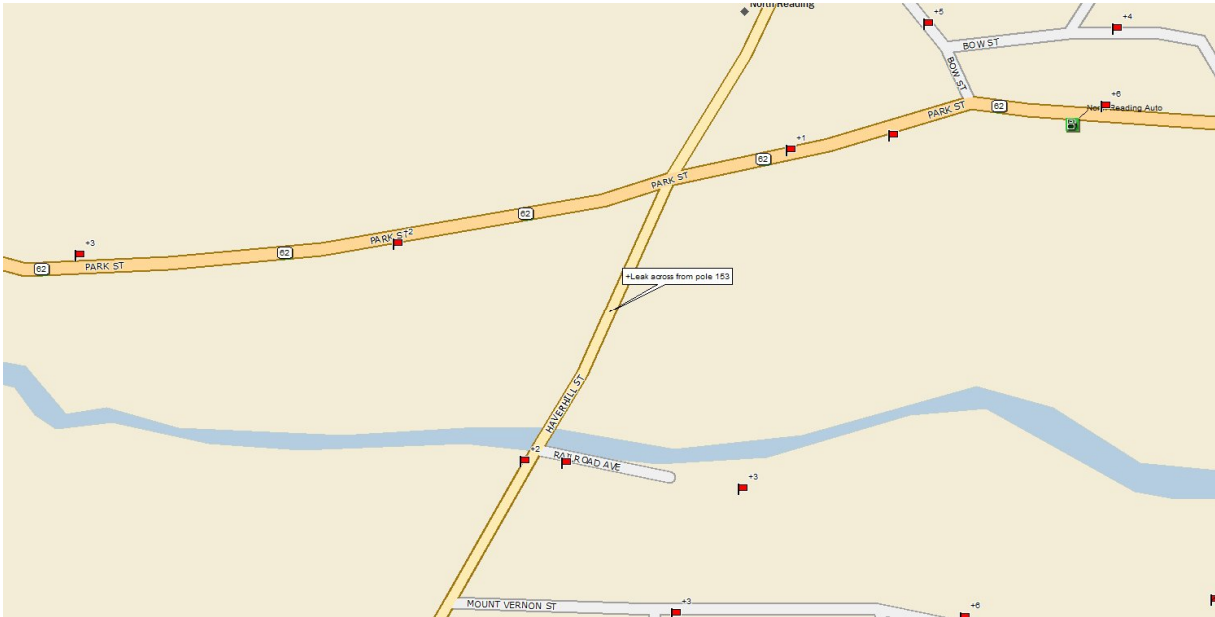 North Reading
+5
+4
BOW ST
BOW ST
+6
North Reading Auto
62
PARK ST
+1
62
PARK ST
62
+2
PARK ST
62
+3
PARK ST
62
+Leak across from pole 153
HAVERHILL ST
+2
RAILROAD AVE
+3
MOUNT VERNON ST
+3
+6